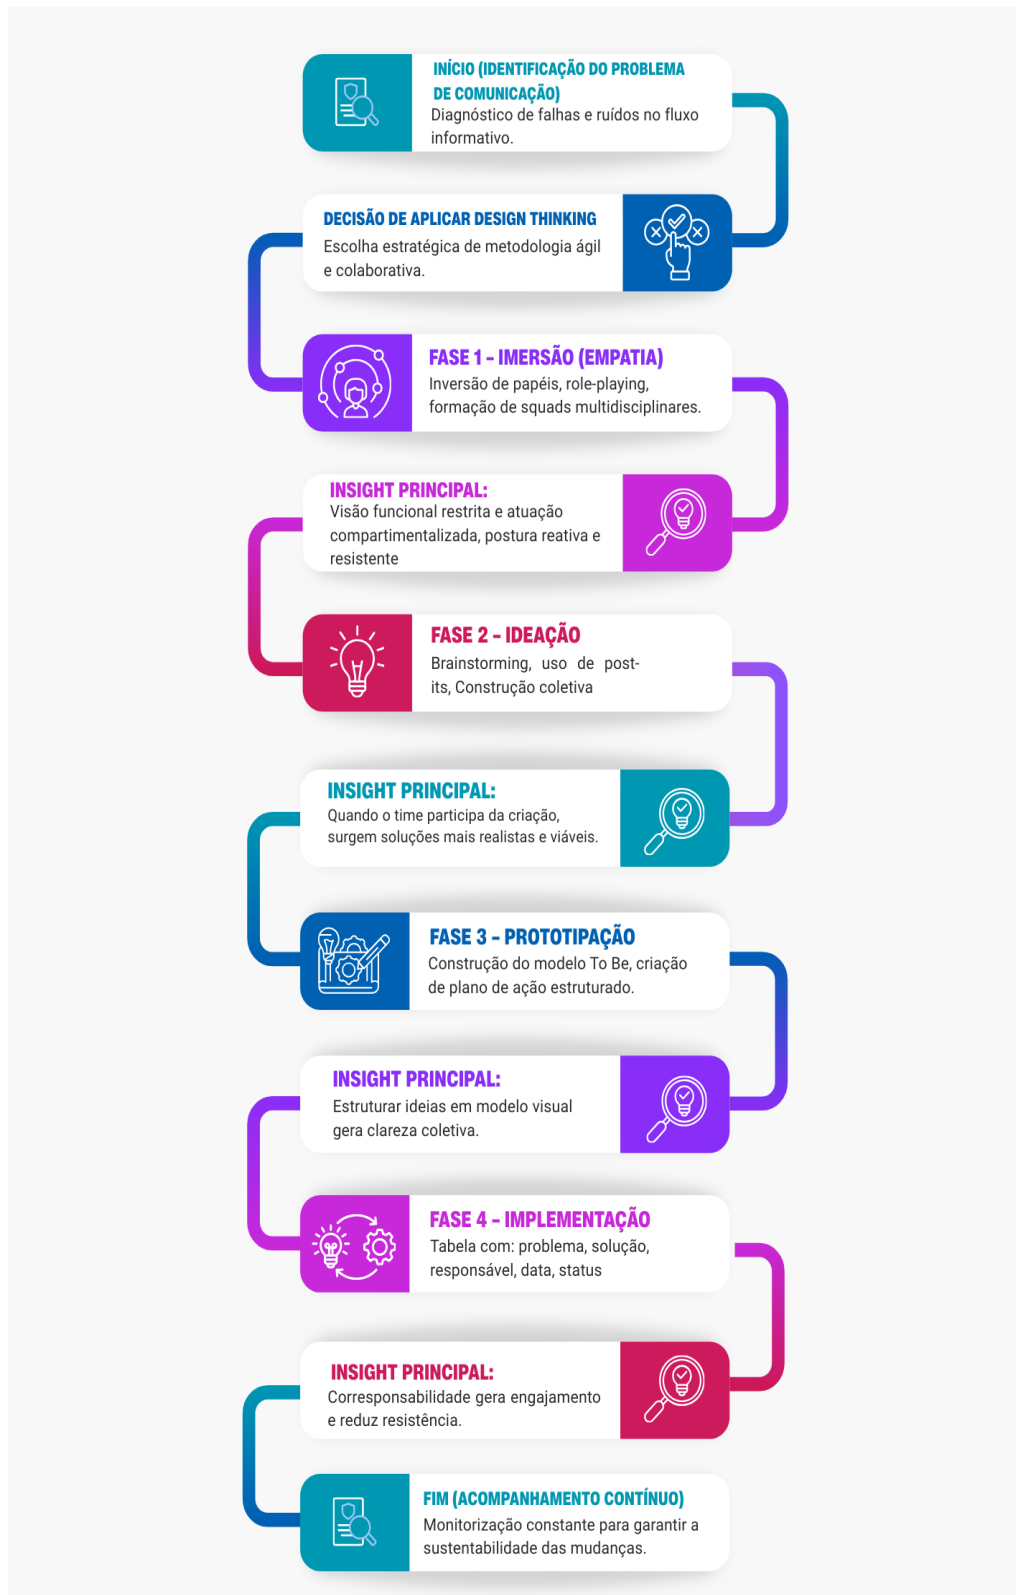 INÍCIO (IDENTIFICAÇÃO DO PROBLEMA
DE COMUNICAÇÃO)
Diagnóstico de falhas e ruídos no fluxo
informativo.
DECISÃO DE APLICAR DESIGN THINKING
Escolha estratégica de metodologia ágil
e colaborativa.
FASE 1 – IMERSÃO (EMPATIA)
Inversão de papéis, role-playing,
formação de squads multidisciplinares.
INSIGHT PRINCIPAL:
Visão funcional restrita e atuação
compartimentalizada, postura reativa e
resistente
FASE 2 – IDEAÇÃO
Brainstorming, uso de post-
its, Construção coletiva
INSIGHT PRINCIPAL:
Quando o time participa da criação,
surgem soluções mais realistas e viáveis.
FASE 3 – PROTOTIPAÇÃO
Construção do modelo To Be, criação
de plano de ação estruturado.
INSIGHT PRINCIPAL:
Estruturar ideias em modelo visual
gera clareza coletiva.
FASE 4 – IMPLEMENTAÇÃO
Tabela com: problema, solução,
responsável, data, status
INSIGHT PRINCIPAL:
Corresponsabilidade gera engajamento
e reduz resistência.
FIM (ACOMPANHAMENTO CONTÍNUO)
Monitorização constante para garantir a
sustentabilidade das mudanças.